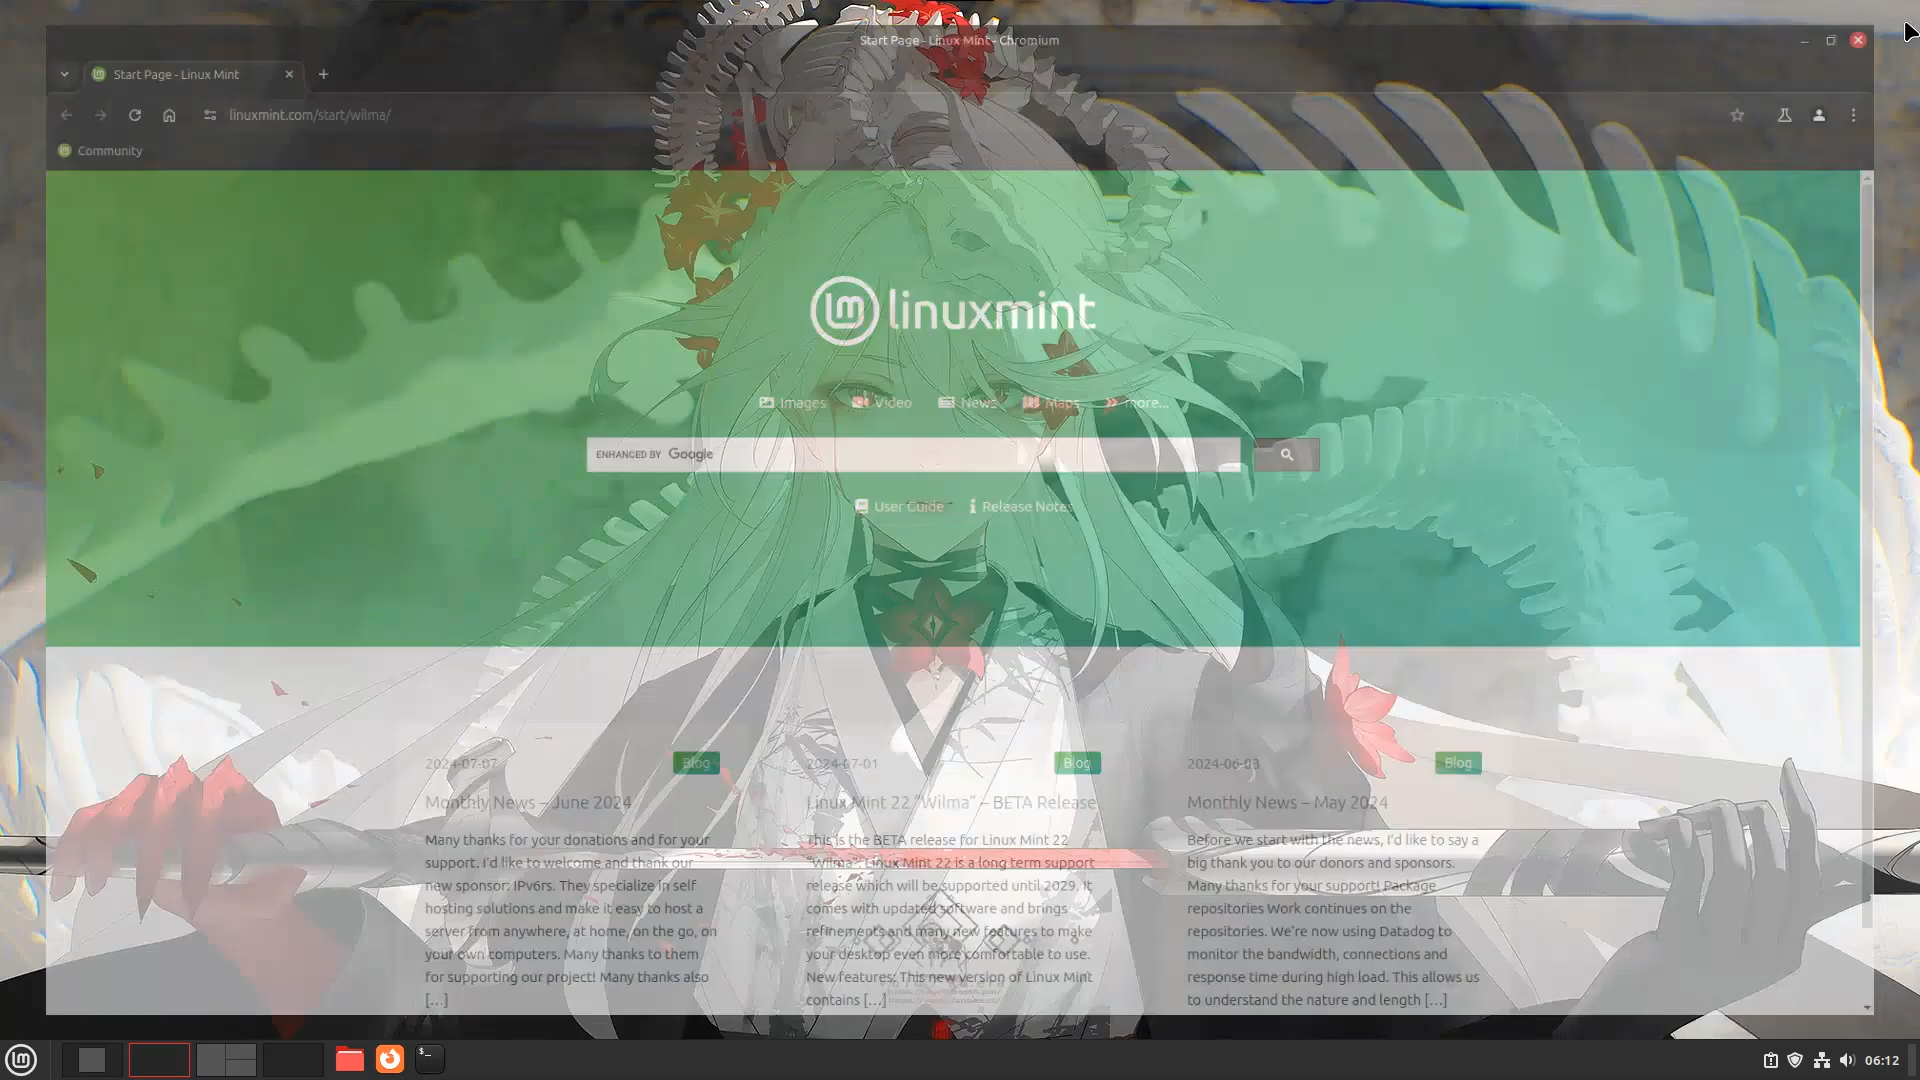 Start Page - Linux Mint - Chromium
Start Page - Linux Mint
linuxmint.com/start/wilma/
Community
linuxmint
Images Video News Maps more...
ENHANCED BY Google
User Guide Release Notes
2024-07-07 Blog
Monthly News – June 2024
Many thanks for your donations and for your
support. I'd like to welcome and thank our
new sponsor: IPv6rs. They specialize in self
hosting solutions and make it easy to host a
server from anywhere, at home, on the go, on
your own computers. Many thanks to them
for supporting our project! Many thanks also
[…]
2024-07-01 Blog
Linux Mint 22 "Wilma" – BETA Release
This is the BETA release for Linux Mint 22
"Wilma". Linux Mint 22 is a long term support
release which will be supported until 2029. It
comes with updated software and brings
refinements and many new features to make
your desktop even more comfortable to use.
New features: This new version of Linux Mint
contains […]
2024-06-03 Blog
Monthly News – May 2024
Before we start with the news, I'd like to say a
big thank you to our donors and sponsors.
Many thanks for your support! Package
repositories Work continues on the
repositories. We're now using Datadog to
monitor the bandwidth, connections and
response time during high load. This allows us
to understand the nature and length […]
06:12